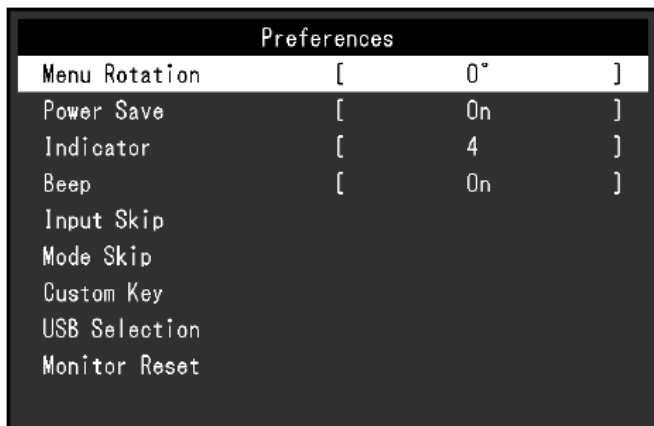 Preferences
Menu Rotation [ 0° ]
Power Save [ On ]
Indicator [ 4 ]
Beep [ On ]
Input Skip
Mode Skip
Custom Key
USB Selection
Monitor Reset